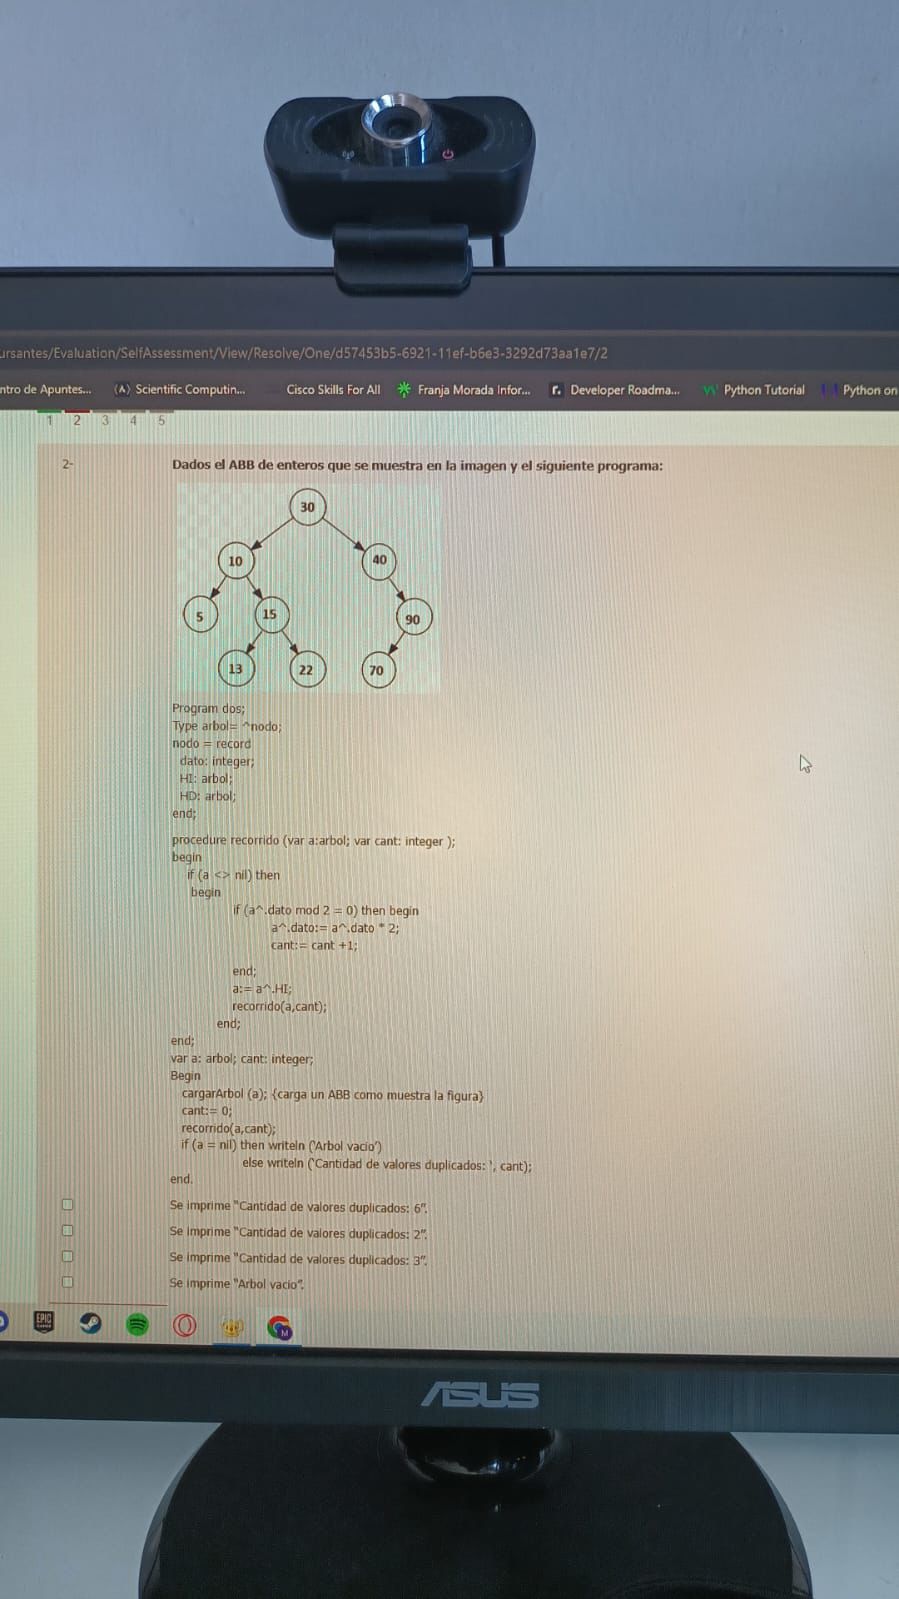 ursantes/Evaluation/SelfAssessment/View/Resolve/One/d57453b5-6921-11ef-b6e3-3292d73aa1e7/2
ntro de Apuntes... (A) Scientific Computin... Cisco Skills For All Franja Morada Infor... r. Developer Roadma... Python Tutorial Python on
1 2 3 4 5
2- Dados el ABB de enteros que se muestra en la imagen y el siguiente programa:
30
10 40
5 15 90
13 22 70
Program dos;
Type arbol= ^nodo;
nodo = record
dato: integer;
HI: arbol;
HD: arbol;
end;
procedure recorrido (var a:arbol; var cant: integer );
begin
if (a <> nil) then
begin
if (a^.dato mod 2 = 0) then begin
a^.dato:= a^.dato * 2;
cant:= cant +1;
end;
a:= a^.HI;
recorrido(a,cant);
end;
end;
var a: arbol; cant: integer;
Begin
cargarArbol (a); {carga un ABB como muestra la figura}
cant:= 0;
recorrido(a,cant);
if (a = nil) then writeln ('Arbol vacio')
else writeln ('Cantidad de valores duplicados: ', cant);
end.
Se imprime "Cantidad de valores duplicados: 6".
Se imprime "Cantidad de valores duplicados: 2".
Se imprime "Cantidad de valores duplicados: 3".
Se imprime "Arbol vacio".
EPIC
M
ASUS